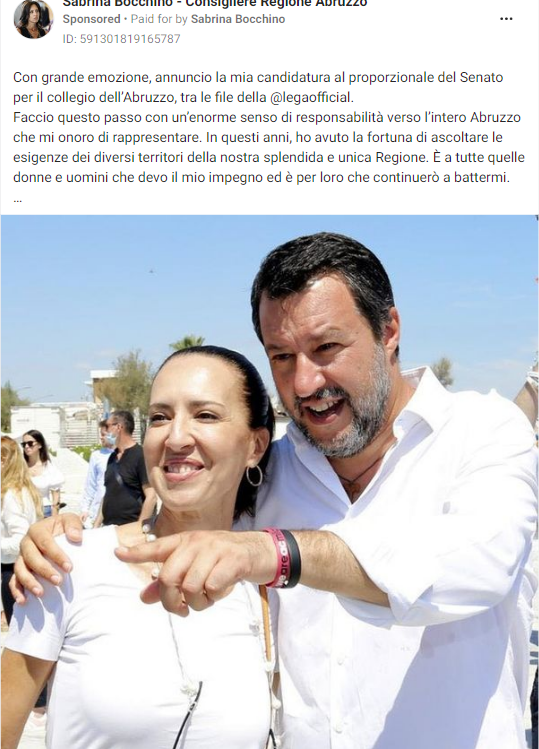 Sabrina Bocchino - Consigliere Regione Abruzzo
Sponsored • Paid for by Sabrina Bocchino
ID: 591301819165787
Con grande emozione, annuncio la mia candidatura al proporzionale del Senato
per il collegio dell'Abruzzo, tra le file della @legaofficial.
Faccio questo passo con un'enorme senso di responsabilità verso l'intero Abruzzo
che mi onoro di rappresentare. In questi anni, ho avuto la fortuna di ascoltare le
esigenze dei diversi territori della nostra splendida e unica Regione. È a tutte quelle
donne e uomini che devo il mio impegno ed è per loro che continuerò a battermi.
...